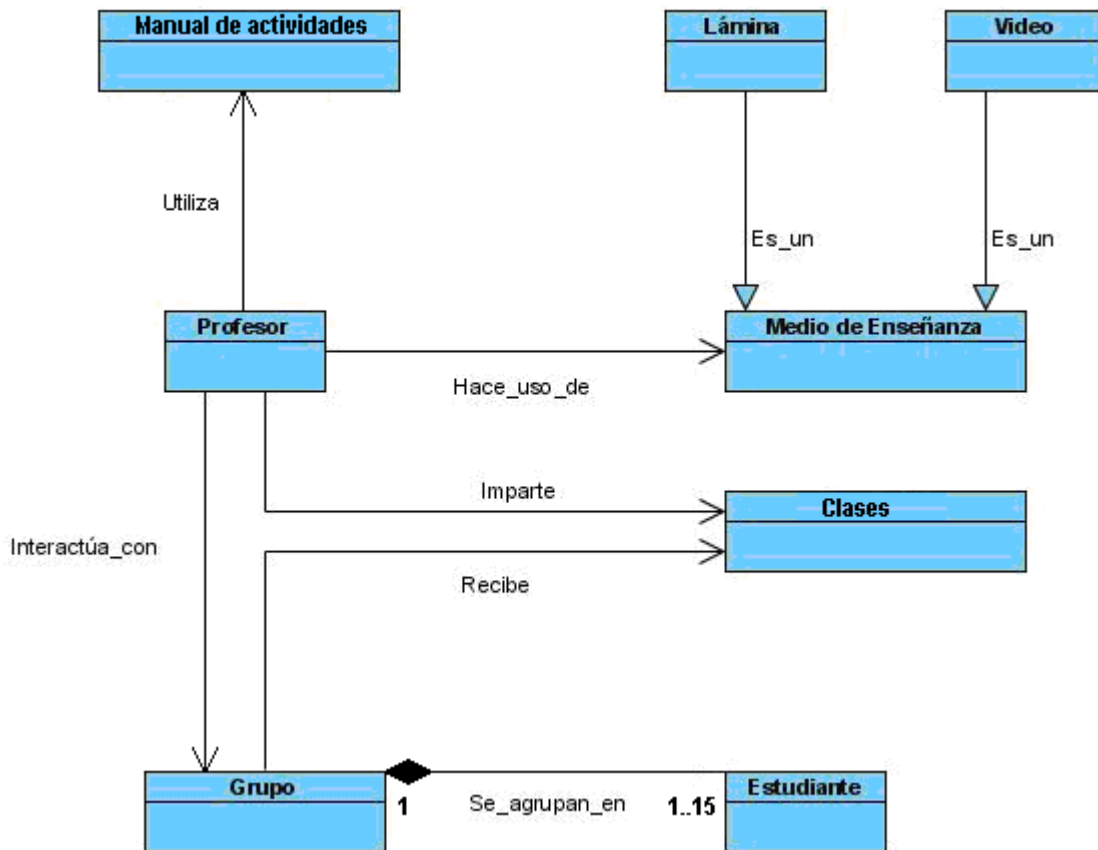 Manual de actividades
Lámina
Video
Utiliza
Es_un
Es_un
Profesor
Medio de Enseñanza
Hace_uso_de
Imparte
Clases
Interactúa_con
Recibe
Grupo
Estudiante
1
Se_agrupan_en
1..15